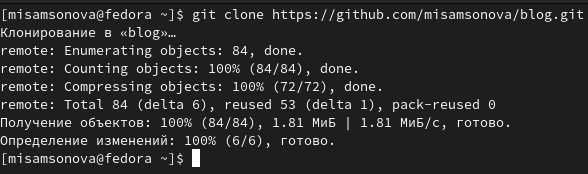 [misamsonova@fedora ~]$ git clone https://github.com/misamsonova/blog.git
Клонирование в «blog»…
remote: Enumerating objects: 84, done.
remote: Counting objects: 100% (84/84), done.
remote: Compressing objects: 100% (72/72), done.
remote: Total 84 (delta 6), reused 53 (delta 1), pack-reused 0
Получение объектов: 100% (84/84), 1.81 МиБ | 1.81 МиБ/с, готово.
Определение изменений: 100% (6/6), готово.
[misamsonova@fedora ~]$